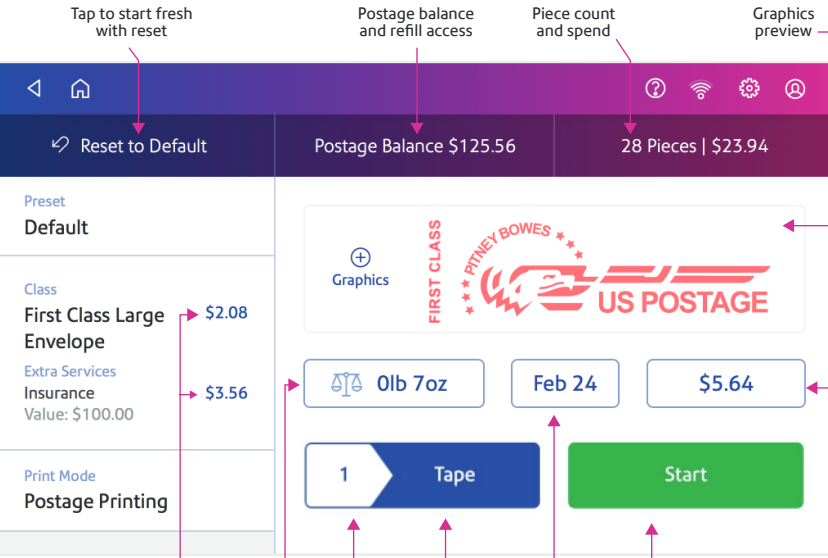 Tap to start fresh
with reset
Postage balance
and refill access
Piece count
and spend
Graphics
preview
Reset to Default
Postage Balance $125.56
28 Pieces | $23.94
Preset
Default
Class
First Class Large
Envelope
$2.08
Extra Services
Insurance
$3.56
Value: $100.00
Print Mode
Postage Printing
Graphics
FIRST CLASS
PITNEY BOWES
US POSTAGE
0lb 7oz
Feb 24
$5.64
1
Tape
Start